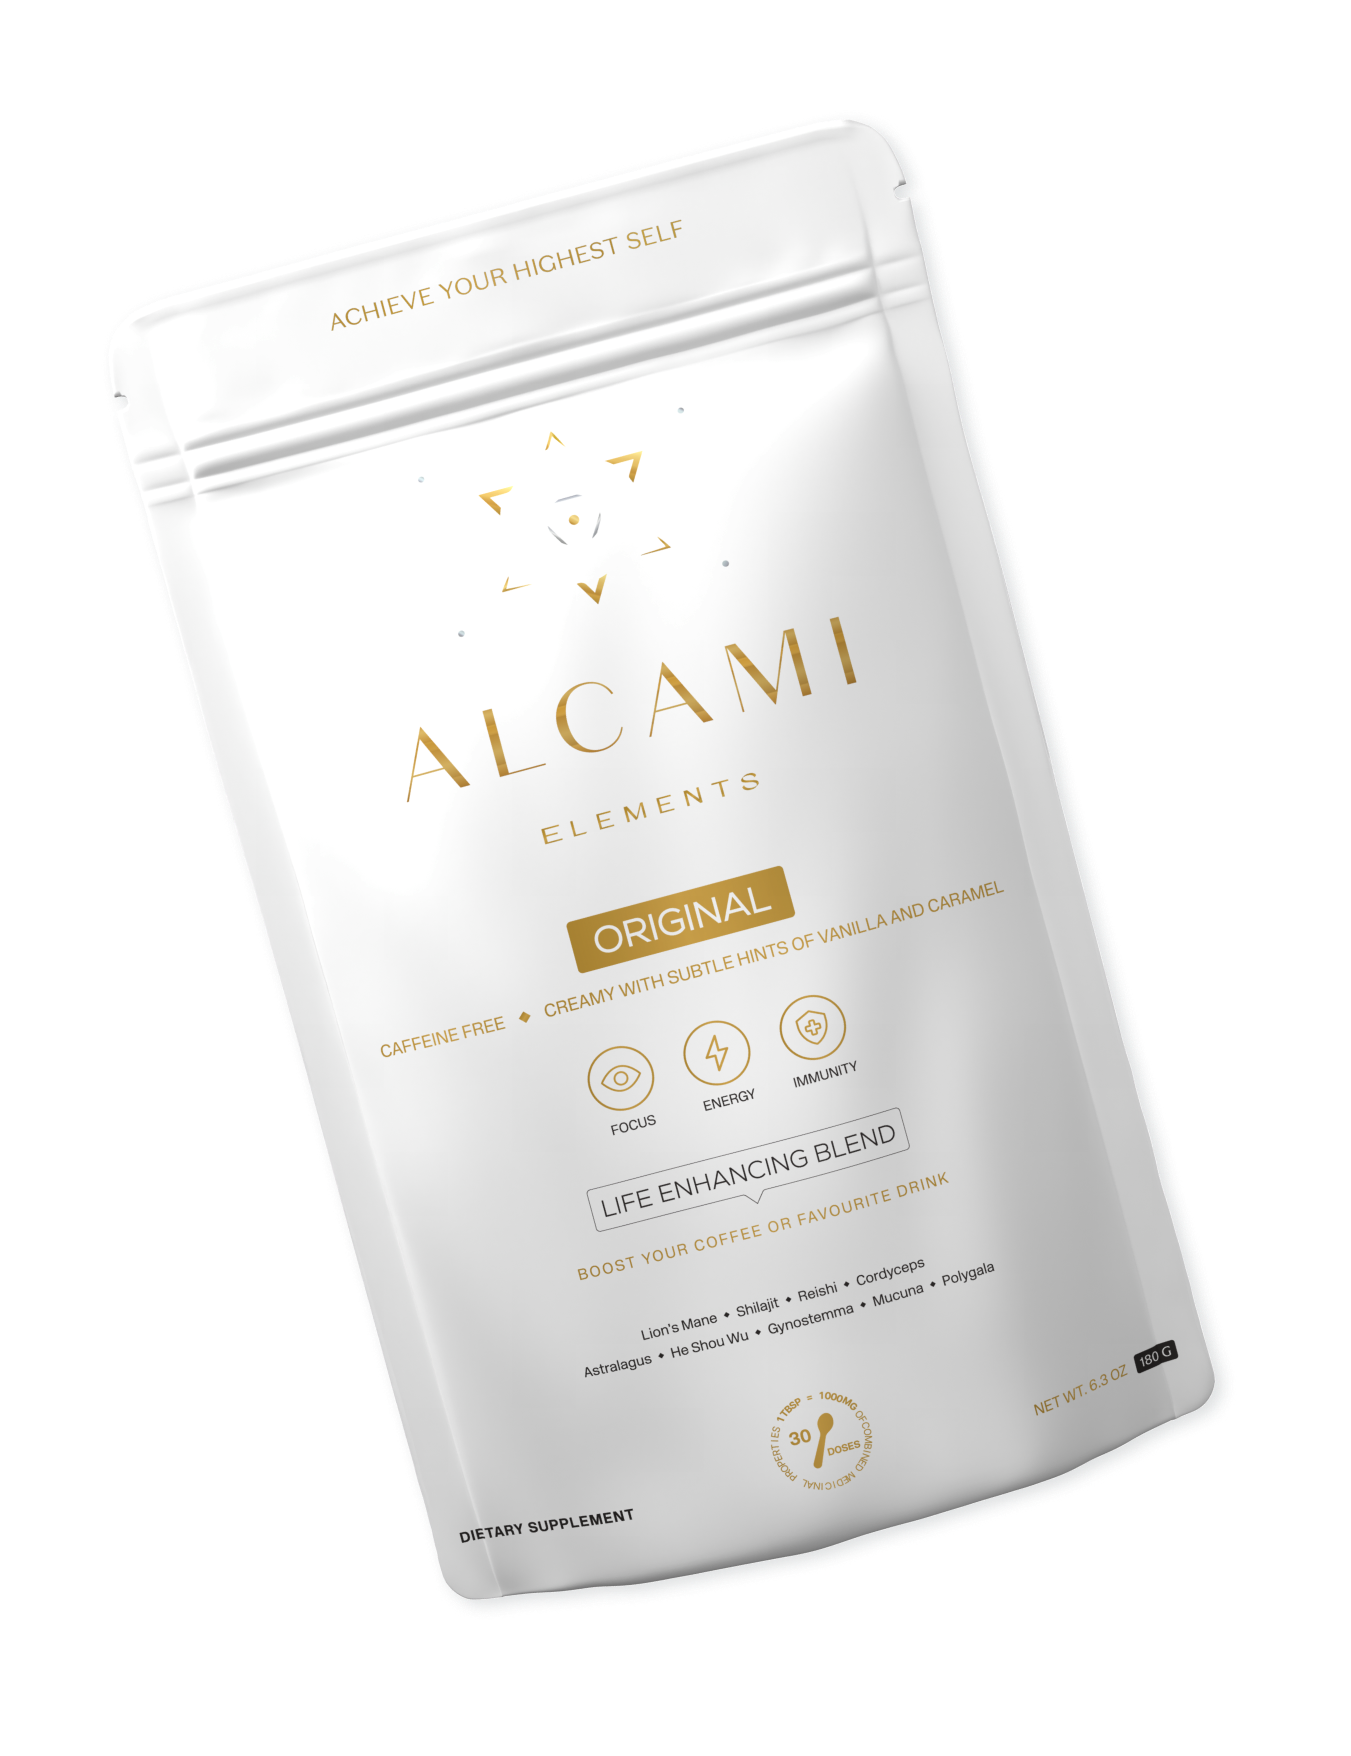 ACHIEVE YOUR HIGHEST SELF
ALCAMI
ELEMENTS
ORIGINAL
CAFFEINE FREE ◆ CREAMY WITH SUBTLE HINTS OF VANILLA AND CARAMEL
FOCUS
ENERGY
IMMUNITY
LIFE ENHANCING BLEND
BOOST YOUR COFFEE OR FAVOURITE DRINK
Lion's Mane ◆ Shilajit ◆ Reishi ◆ Cordyceps
Astralagus ◆ He Shou Wu ◆ Gynostemma ◆ Mucuna ◆ Polygala
1 TBSP = 1000MG OF COMBINED MEDICINAL PROPERTIES
30
DOSES
NET WT. 6.3 OZ 180 G
DIETARY SUPPLEMENT